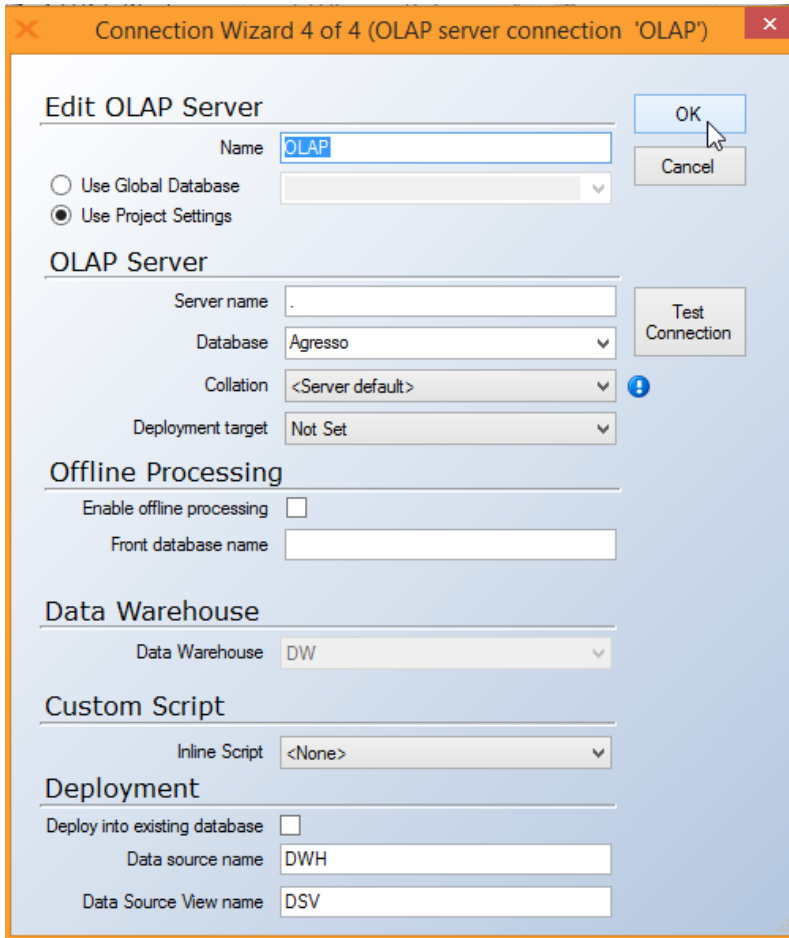 Connection Wizard 4 of 4 (OLAP server connection 'OLAP')
Edit OLAP Server
OK
Name OLAP
Cancel
Use Global Database
Use Project Settings
OLAP Server
Server name .
Test
Connection
Database Agresso
Collation <Server default>
Deployment target Not Set
Offline Processing
Enable offline processing
Front database name
Data Warehouse
Data Warehouse DW
Custom Script
Inline Script <None>
Deployment
Deploy into existing database
Data source name DWH
Data Source View name DSV